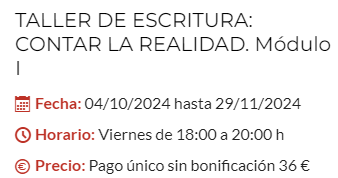 TALLER DE ESCRITURA:
CONTAR LA REALIDAD. Módulo
I
Fecha: 04/10/2024 hasta 29/11/2024
Horario: Viernes de 18:00 a 20:00 h
Precio: Pago único sin bonificación 36 €